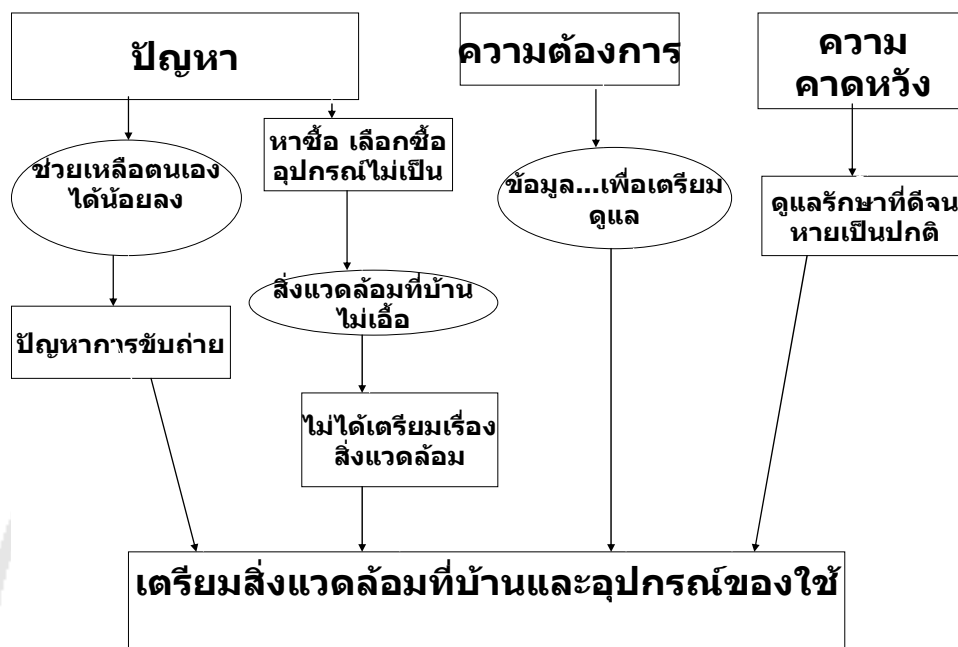 ปัญหา
ความต้องการ
ความ
คาดหวัง
ช่วยเหลือตนเอง
ได้น้อยลง
หาซื้อ เลือกซื้อ
อุปกรณ์ไม่เป็น
ข้อมูล...เพื่อเตรียม
ดูแล
ดูแลรักษาที่ดีจน
หายเป็นปกติ
สิ่งแวดล้อมที่บ้าน
ไม่เอื้อ
ปัญหาการขับถ่าย
ไม่ได้เตรียมเรื่อง
สิ่งแวดล้อม
เตรียมสิ่งแวดล้อมที่บ้านและอุปกรณ์ของใช้